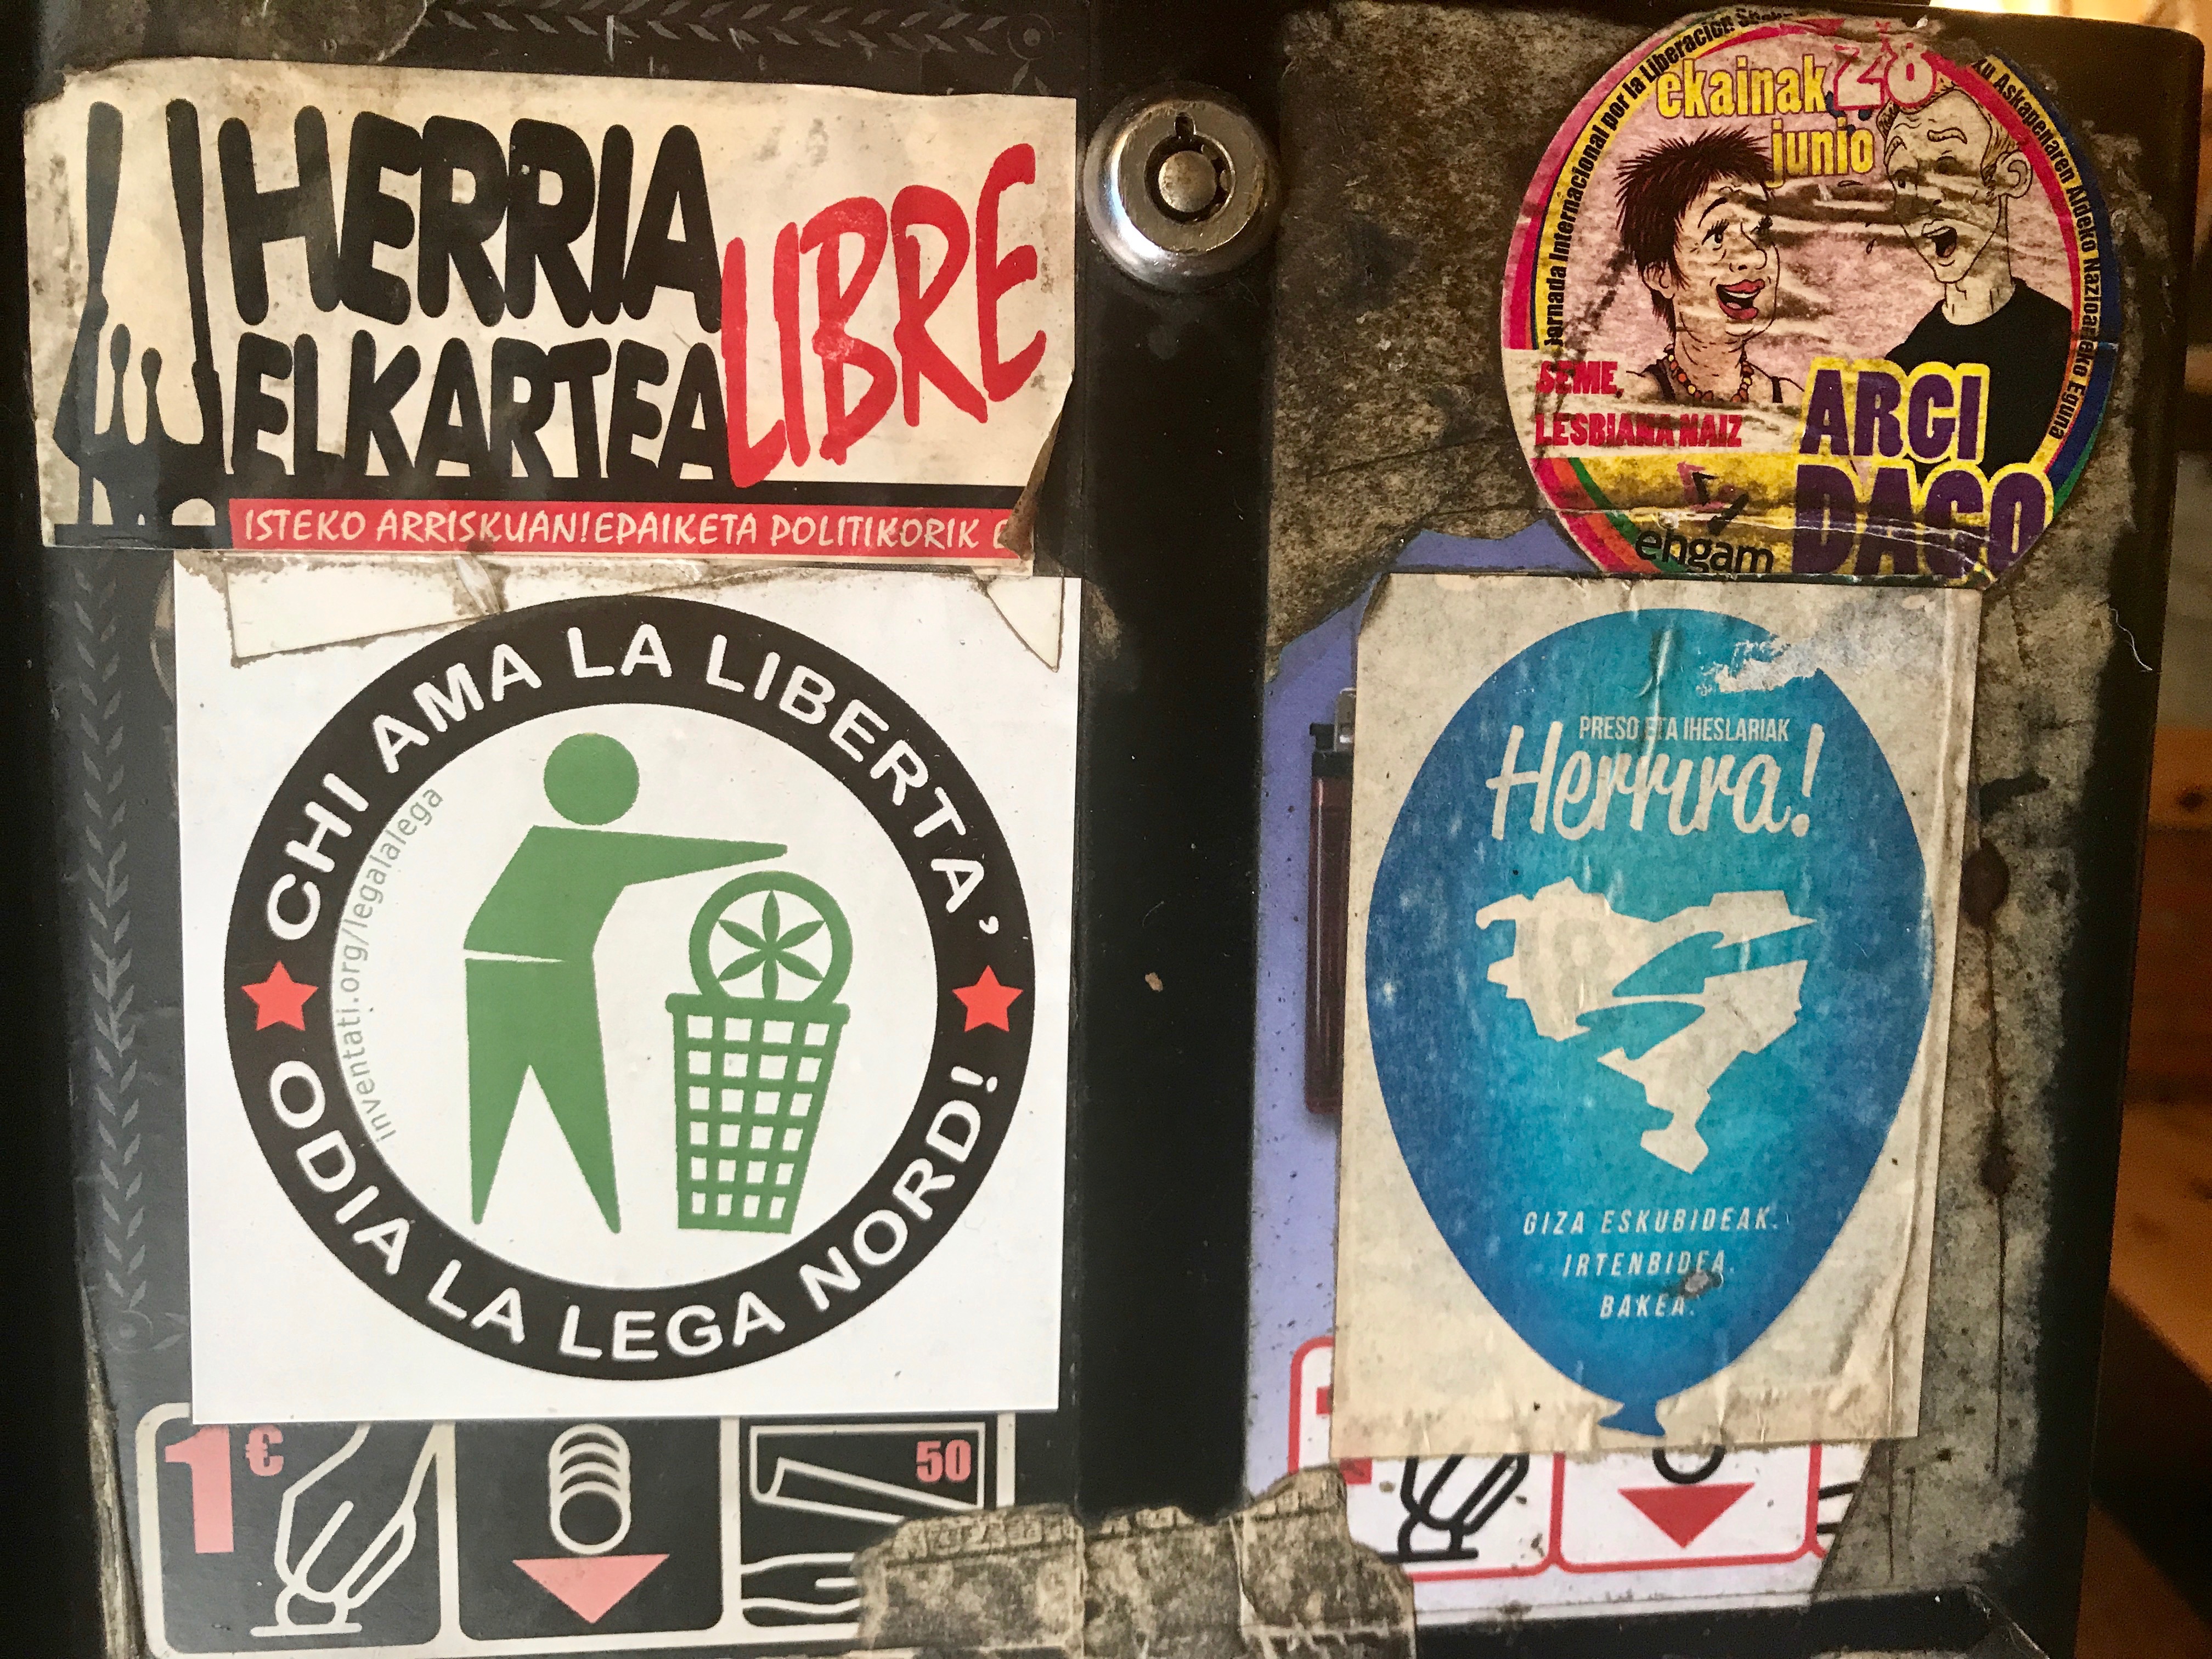 HERRIA
ELKARTEA
LIBRE
ISTEKO ARRISKUAN! EPAIKETA POLITIKORIK
Jornada Internacional por la Liberación
Askapenaren Aldeko Nazioarteko Eguna
ekainak 28
junio
SEME,
LESBIANA NAIZ
ARGI
DAGO
ehgam
CHI AMA LA LIBERTA'
ODIA LA LEGA NORD!
inventati.org/legalalega
PRESO ETA IHESLARIAK
Herrira!
GIZA ESKUBIDEAK.
IRTENBIDEA.
BAKEA.
1€
50